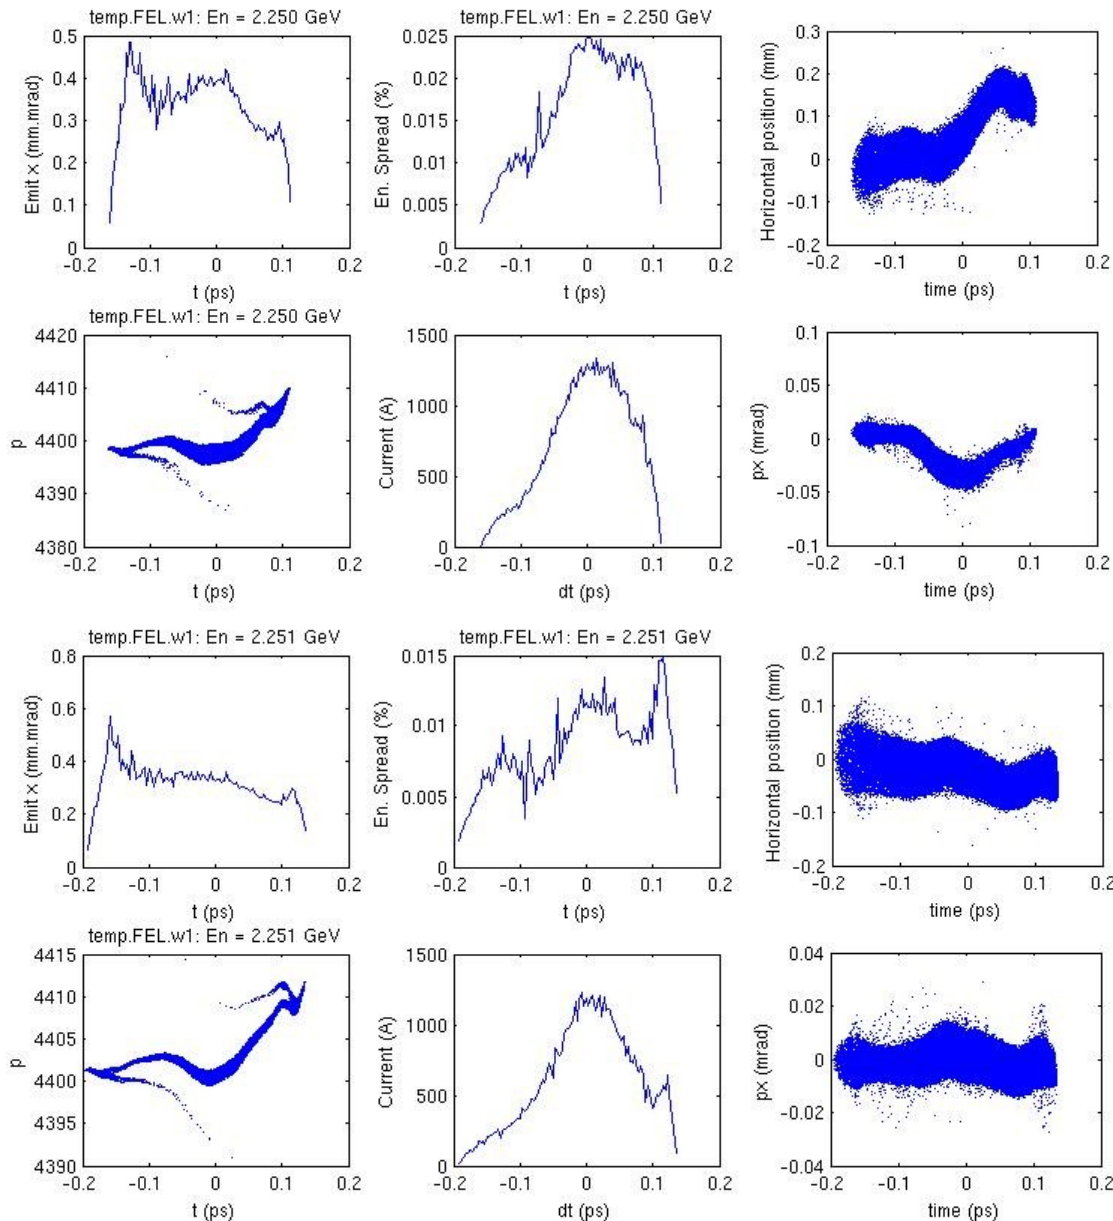 temp.FEL.w1: En = 2.250 GeV
Emit x (mm.mrad)
0.5
0.4
0.3
0.2
0.1
0
-0.2 -0.1 0 0.1 0.2
t (ps)
temp.FEL.w1: En = 2.250 GeV
En. Spread (%)
0.025
0.02
0.015
0.01
0.005
0
-0.2 -0.1 0 0.1 0.2
t (ps)
Horizontal position (mm)
0.3
0.2
0.1
0
-0.1
-0.2
-0.2 -0.1 0 0.1 0.2
time (ps)
temp.FEL.w1: En = 2.250 GeV
p
4420
4410
4400
4390
4380
-0.2 -0.1 0 0.1 0.2
t (ps)
Current (A)
1500
1000
500
0
-0.2 -0.1 0 0.1 0.2
dt (ps)
px (mrad)
0.1
0.05
0
-0.05
-0.1
-0.2 -0.1 0 0.1 0.2
time (ps)
temp.FEL.w1: En = 2.251 GeV
Emit x (mm.mrad)
0.8
0.6
0.4
0.2
0
-0.2 -0.1 0 0.1 0.2
t (ps)
temp.FEL.w1: En = 2.251 GeV
En. Spread (%)
0.015
0.01
0.005
0
-0.2 -0.1 0 0.1 0.2
t (ps)
Horizontal position (mm)
0.2
0.1
0
-0.1
-0.2
-0.2 -0.1 0 0.1 0.2
time (ps)
temp.FEL.w1: En = 2.251 GeV
p
4415
4410
4405
4400
4395
4390
-0.2 -0.1 0 0.1 0.2
t (ps)
Current (A)
1500
1000
500
0
-0.2 -0.1 0 0.1 0.2
dt (ps)
px (mrad)
0.04
0.02
0
-0.02
-0.04
-0.2 -0.1 0 0.1 0.2
time (ps)